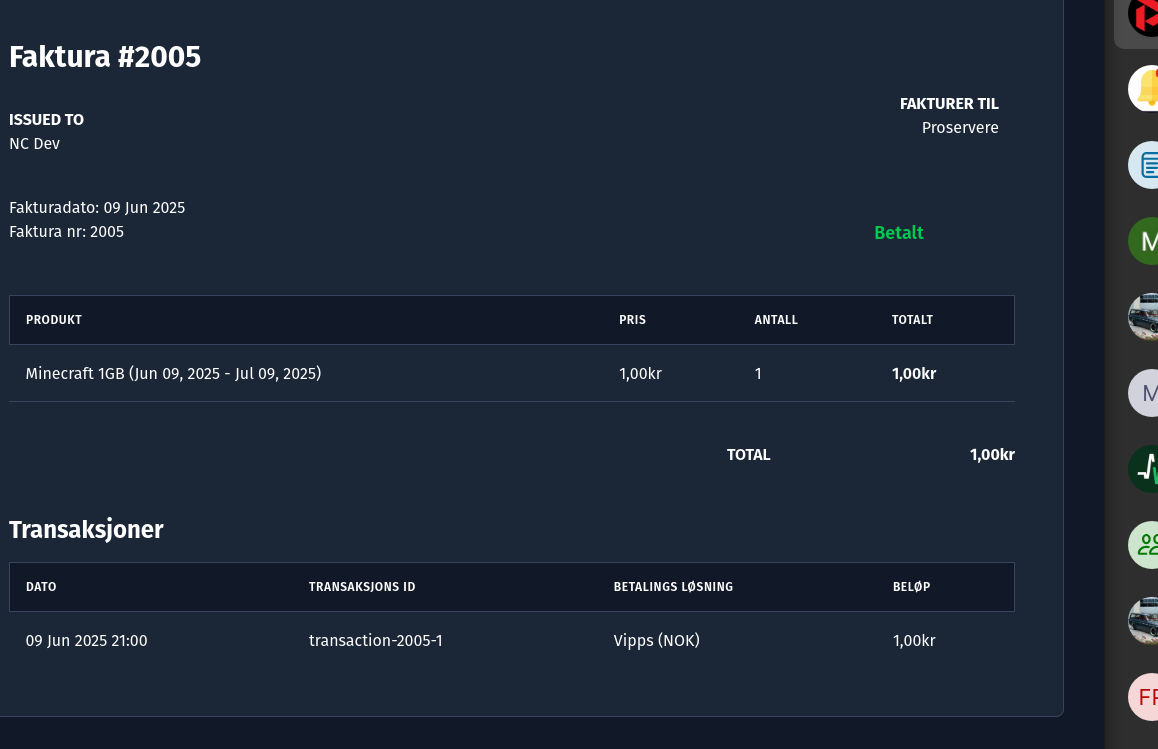 Faktura #2005
ISSUED TO
NC Dev
FAKTURER TIL
Proservere
Fakturadato: 09 Jun 2025
Faktura nr: 2005
Betalt
PRODUKT PRIS ANTALL TOTALT
Minecraft 1GB (Jun 09, 2025 - Jul 09, 2025) 1,00kr 1 1,00kr
TOTAL 1,00kr
Transaksjoner
DATO TRANSAKSJONS ID BETALINGS LØSNING BELØP
09 Jun 2025 21:00 transaction-2005-1 Vipps (NOK) 1,00kr
M
M